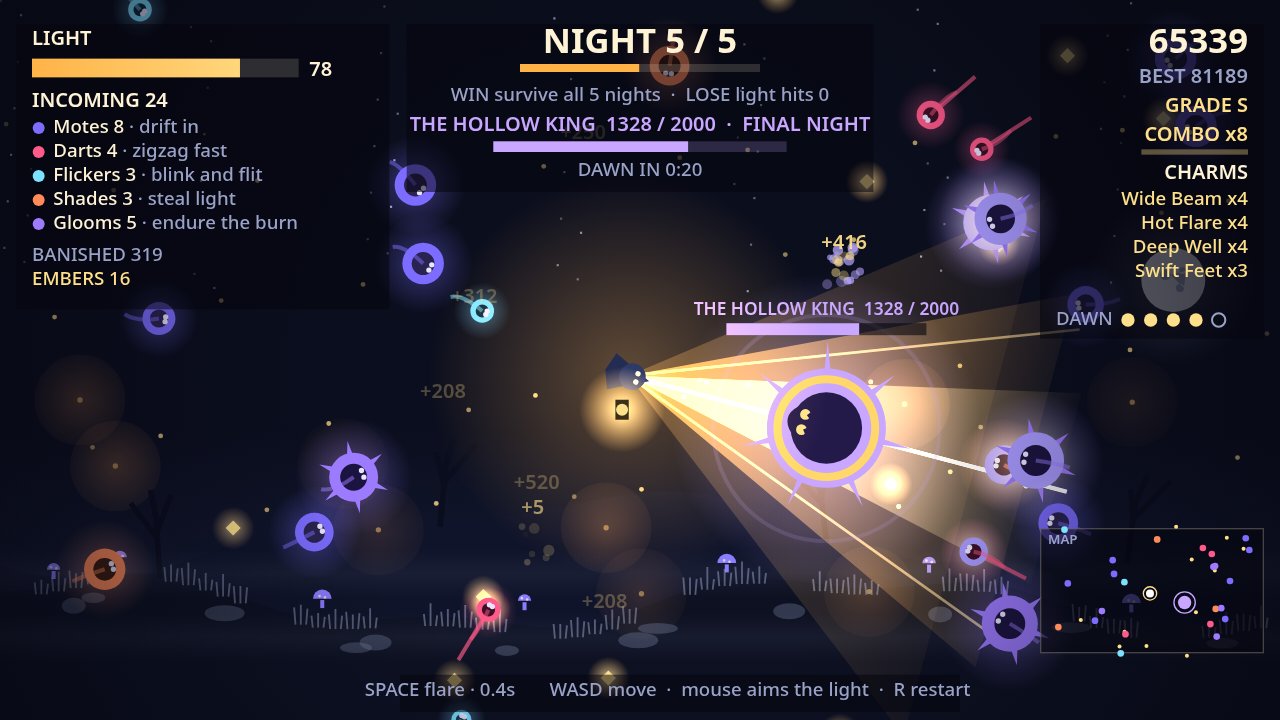 LIGHT
78
INCOMING 24
Motes 8 · drift in
Darts 4 · zigzag fast
Flickers 3 · blink and flit
Shades 3 · steal light
Glooms 5 · endure the burn
BANISHED 319
EMBERS 16
NIGHT 5 / 5
WIN survive all 5 nights · LOSE light hits 0
THE HOLLOW KING 1328 / 2000 · FINAL NIGHT
DAWN IN 0:20
65339
BEST 81189
GRADE S
COMBO x8
CHARMS
Wide Beam x4
Hot Flare x4
Deep Well x4
Swift Feet x3
DAWN
+416
+312
THE HOLLOW KING 1328 / 2000
+208
+520
+5
+208
MAP
SPACE flare · 0.4s WASD move · mouse aims the light · R restart